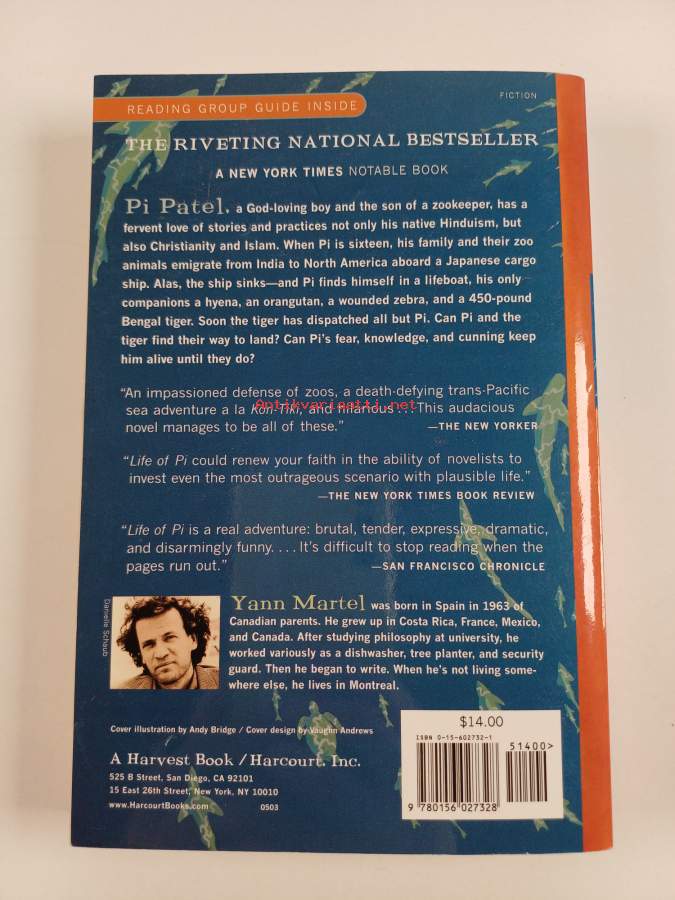 READING GROUP GUIDE INSIDE
FICTION
THE RIVETING NATIONAL BESTSELLER
A NEW YORK TIMES NOTABLE BOOK
Pi Patel, a God-loving boy and the son of a zookeeper, has a
fervent love of stories and practices not only his native Hinduism, but
also Christianity and Islam. When Pi is sixteen, his family and their zoo
animals emigrate from India to North America aboard a Japanese cargo
ship. Alas, the ship sinks—and Pi finds himself in a lifeboat, his only
companions a hyena, an orangutan, a wounded zebra, and a 450-pound
Bengal tiger. Soon the tiger has dispatched all but Pi. Can Pi and the
tiger find their way to land? Can Pi's fear, knowledge, and cunning keep
him alive until they do?
“An impassioned defense of zoos, a death-defying trans-Pacific
sea adventure a la Kon-Tiki, and hilarious . . . This audacious
Antikvariaatti.net
novel manages to be all of these.”
—THE NEW YORKER
“Life of Pi could renew your faith in the ability of novelists to
invest even the most outrageous scenario with plausible life.”
—THE NEW YORK TIMES BOOK REVIEW
“Life of Pi is a real adventure: brutal, tender, expressive, dramatic,
and disarmingly funny. . . . It's difficult to stop reading when the
pages run out.”
—SAN FRANCISCO CHRONICLE
Danielle Schaub
Yann Martel was born in Spain in 1963 of
Canadian parents. He grew up in Costa Rica, France, Mexico,
and Canada. After studying philosophy at university, he
worked variously as a dishwasher, tree planter, and security
guard. Then he began to write. When he's not living some-
where else, he lives in Montreal.
Cover illustration by Andy Bridge / Cover design by Vaughn Andrews
A Harvest Book / Harcourt, Inc.
525 B Street, San Diego, CA 92101
15 East 26th Street, New York, NY 10010
www.HarcourtBooks.com 0503
$14.00
ISBN 0-15-602732-1
51400>
9 780156 027328